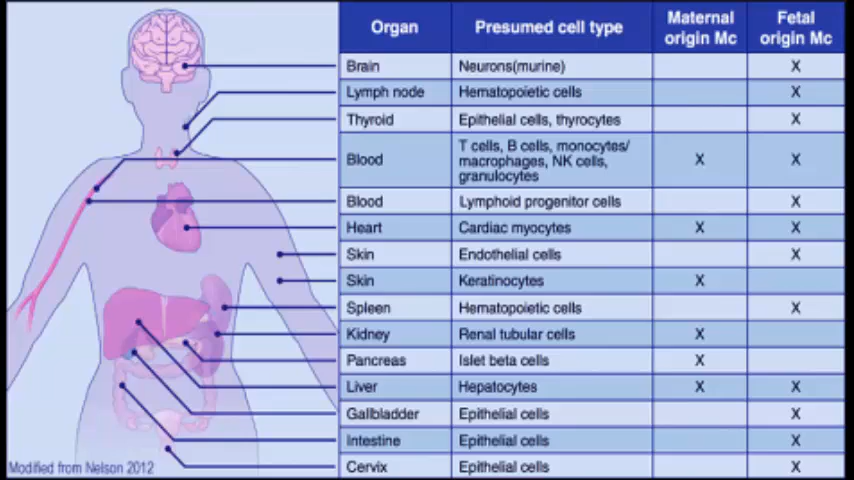 Organ Presumed cell type Maternal origin Mc Fetal origin Mc
Brain Neurons(murine) X
Lymph node Hematopoietic cells X
Thyroid Epithelial cells, thyrocytes X
Blood T cells, B cells, monocytes/
macrophages, NK cells,
granulocytes X X
Blood Lymphoid progenitor cells X
Heart Cardiac myocytes X X
Skin Endothelial cells X
Skin Keratinocytes X
Spleen Hematopoietic cells X
Kidney Renal tubular cells X
Pancreas Islet beta cells X
Liver Hepatocytes X X
Gallbladder Epithelial cells X
Intestine Epithelial cells X
Cervix Epithelial cells X
Modified from Nelson 2012